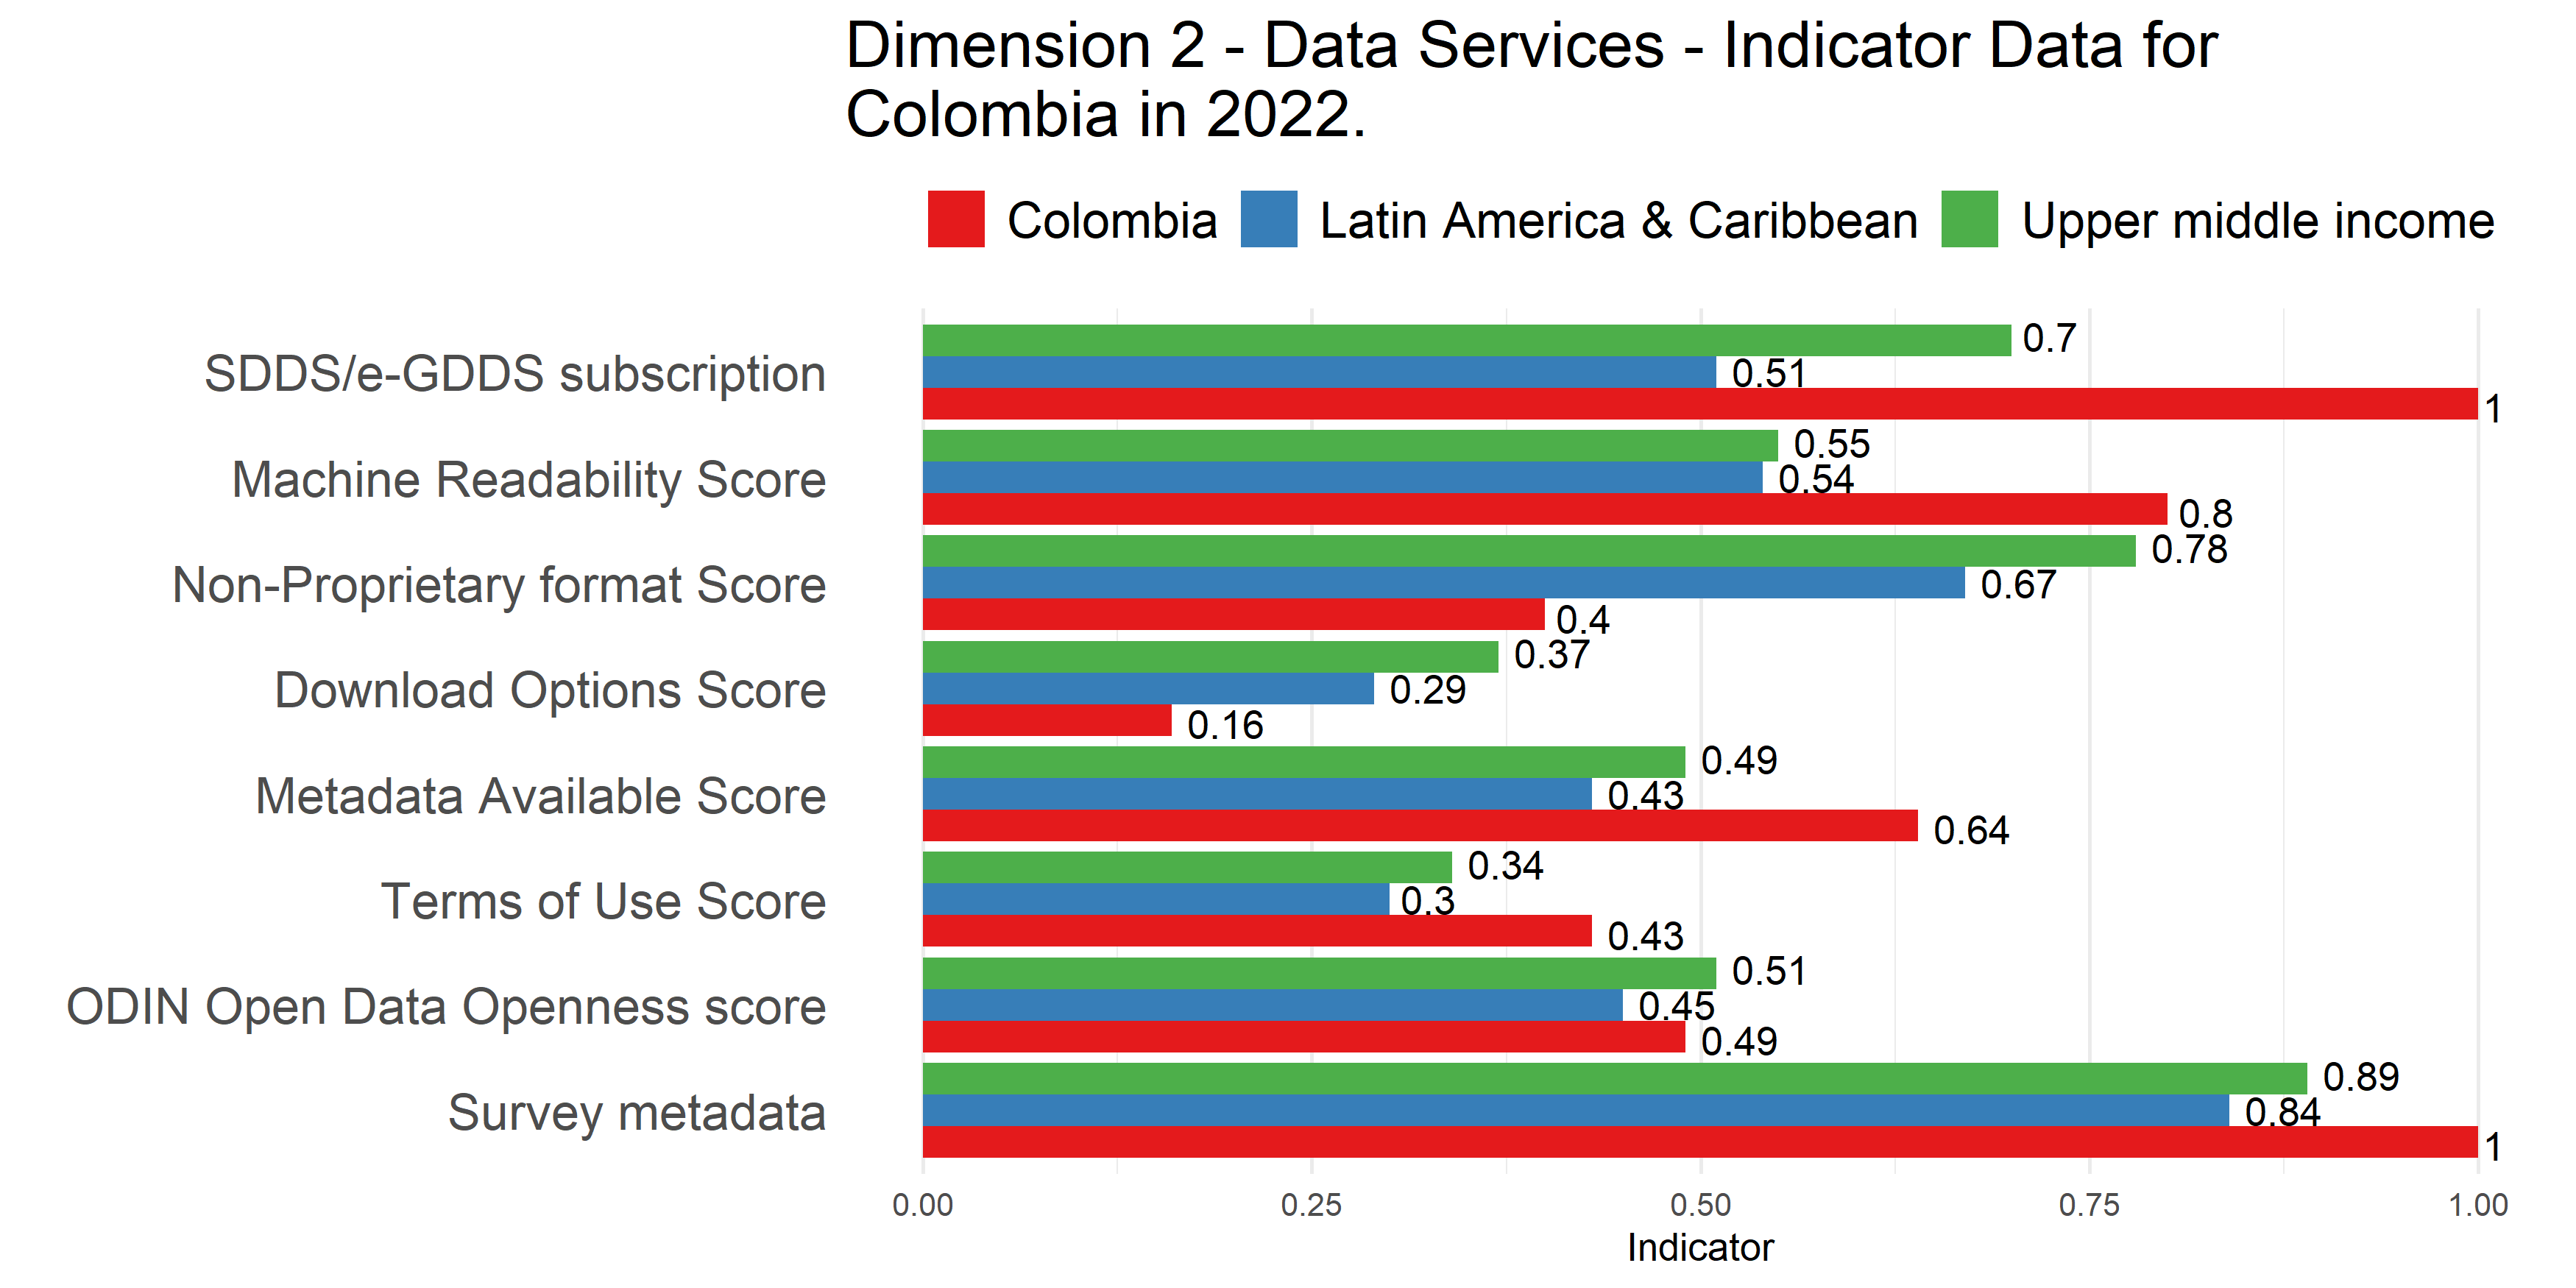 Dimension 2 - Data Services - Indicator Data for
Colombia in 2022.
Colombia Latin America & Caribbean Upper middle income
SDDS/e-GDDS subscription
0.7
0.51
1
Machine Readability Score
0.55
0.54
0.8
Non-Proprietary format Score
0.78
0.67
0.4
Download Options Score
0.37
0.29
0.16
Metadata Available Score
0.49
0.43
0.64
Terms of Use Score
0.34
0.3
0.43
ODIN Open Data Openness score
0.51
0.45
0.49
Survey metadata
0.89
0.84
1
0.00 0.25 0.50 0.75 1.00
Indicator